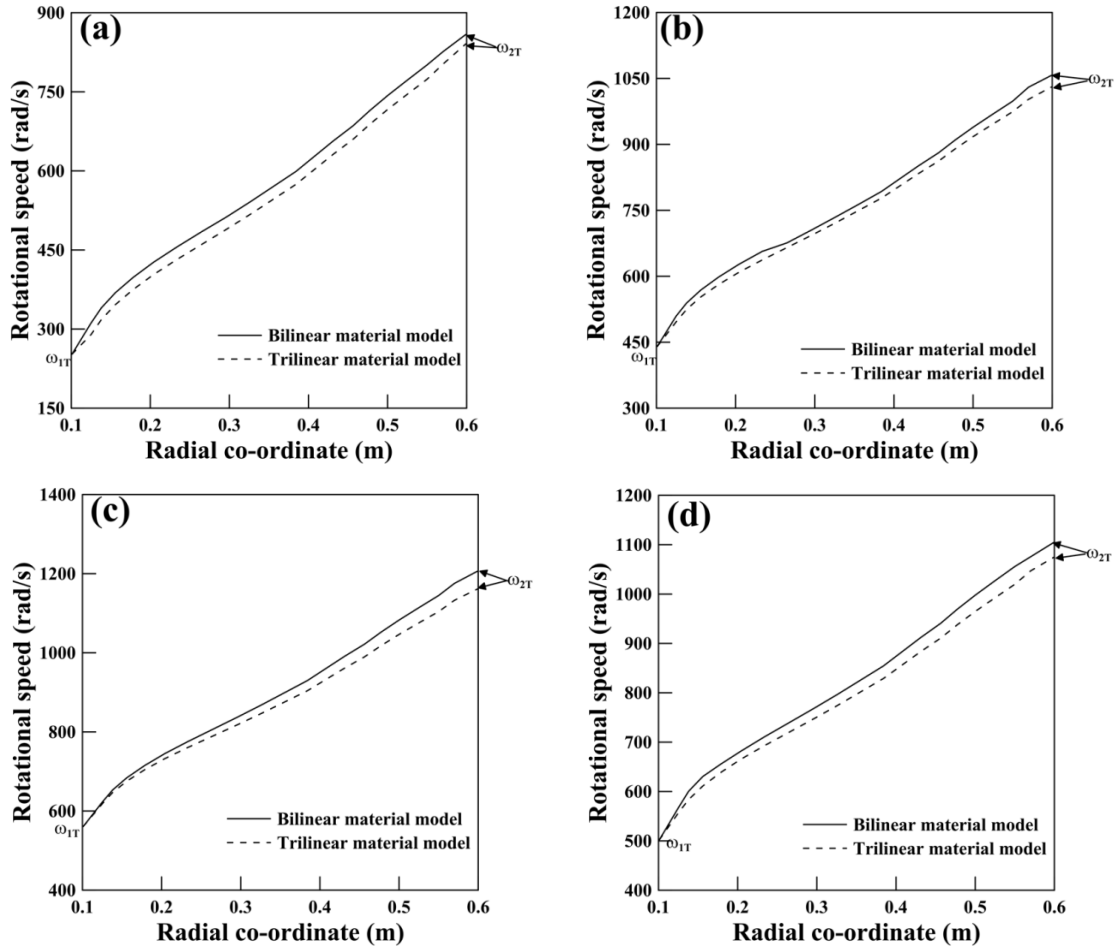 (a)
Rotational speed (rad/s)
900
750
600
450
300
150
ω1T
ω2T
Bilinear material model
Trilinear material model
0.1 0.2 0.3 0.4 0.5 0.6
Radial co-ordinate (m)
(b)
Rotational speed (rad/s)
1200
1050
900
750
600
450
300
ω1T
ω2T
Bilinear material model
Trilinear material model
0.1 0.2 0.3 0.4 0.5 0.6
Radial co-ordinate (m)
(c)
Rotational speed (rad/s)
1400
1200
1000
800
600
400
ω1T
ω2T
Bilinear material model
Trilinear material model
0.1 0.2 0.3 0.4 0.5 0.6
Radial co-ordinate (m)
(d)
Rotational speed (rad/s)
1200
1100
1000
900
800
700
600
500
400
ω1T
ω2T
Bilinear material model
Trilinear material model
0.1 0.2 0.3 0.4 0.5 0.6
Radial co-ordinate (m)